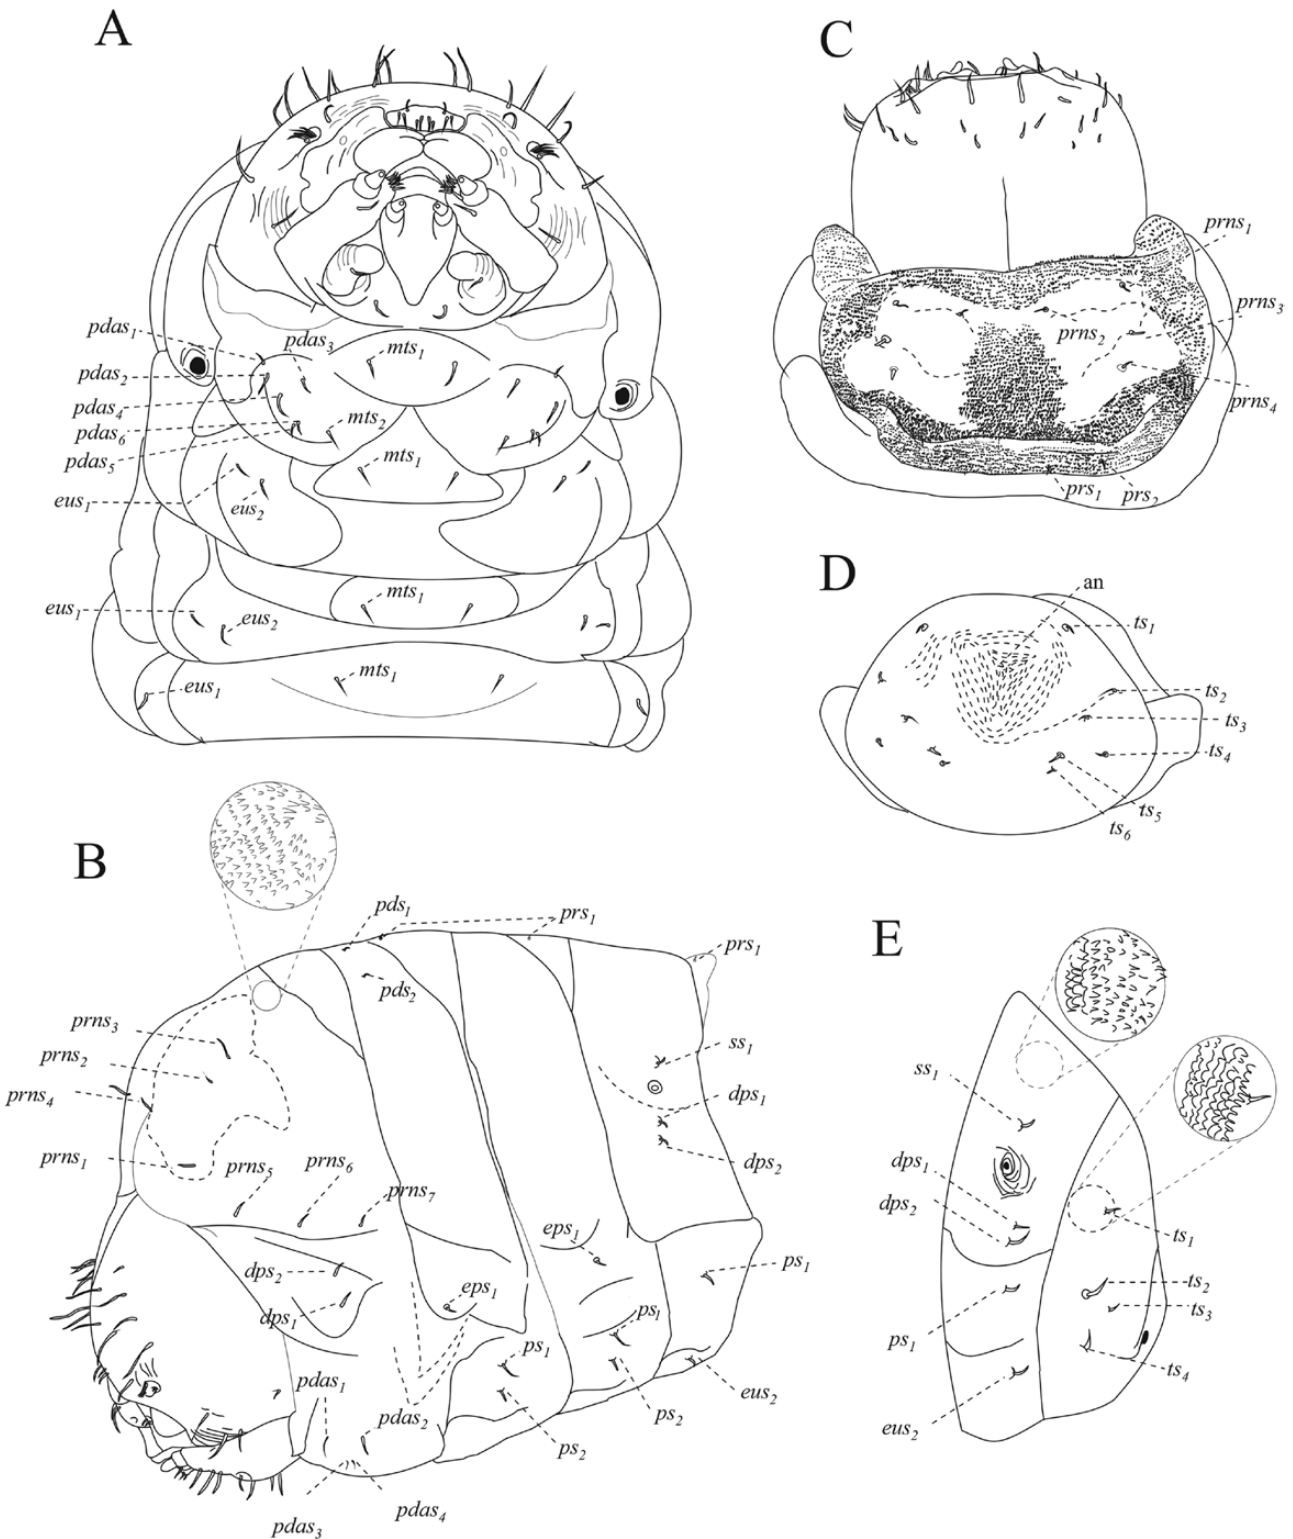 A
pdas1
pdas3
mts1
pdas2
pdas4
mts2
pdas6
pdas5
mts1
eus1
eus2
mts1
eus1
eus2
mts1
eus1
C
prns1
prns3
prns2
prns4
prs1
prs2
D
an
ts1
ts2
ts3
ts4
ts5
ts6
B
pds1
prs1
prs1
pds2
prns3
ss1
prns2
dps1
prns4
dps2
prns1
prns5
prns6
prns7
eps1
dps2
ps1
eps1
dps1
ps1
ps1
pdas1
eus2
pdas2
ps2
ps2
pdas4
pdas3
E
ss1
dps1
dps2
ts1
ts2
ts3
ps1
ts4
eus2